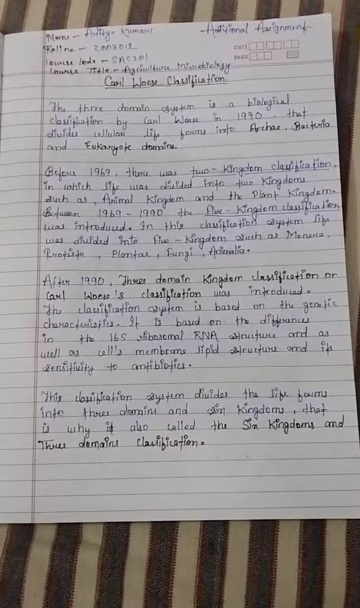 Name - Aditya Kumari Additional Assignment
Roll no. - 2003012
Course Code - SAC201 DATE
Course Title - Agriculture Microbiology PAGE
Carl Woese Classification
The three domain system is a biological
classification by Carl Woese in 1990, that
divides cellular life forms into Archae, Bacteria
and Eukaryote domains.
Before 1969, there was two-Kingdom classification,
in which life was divided into two Kingdoms
such as, Animal Kingdom and the Plant Kingdom.
Between 1969-1990 the five-Kingdom classification
was introduced. In this classification system life
was divided into five-Kingdom such as Monera,
Protista, Plantae, Fungi, Animalia.
After 1990, Three domain Kingdom classification or
Carl Woese's classification was introduced.
The classification system is based on the genetic
characteristics. It is based on the difference
in the 16S ribosomal RNA structure and as
well as cell's membrane lipid structure and its
sensitivity to antibiotics.
This classification system divides the life forms
into three domains and six Kingdoms, that
is why it also called the Six Kingdoms and
Three domains Classification.